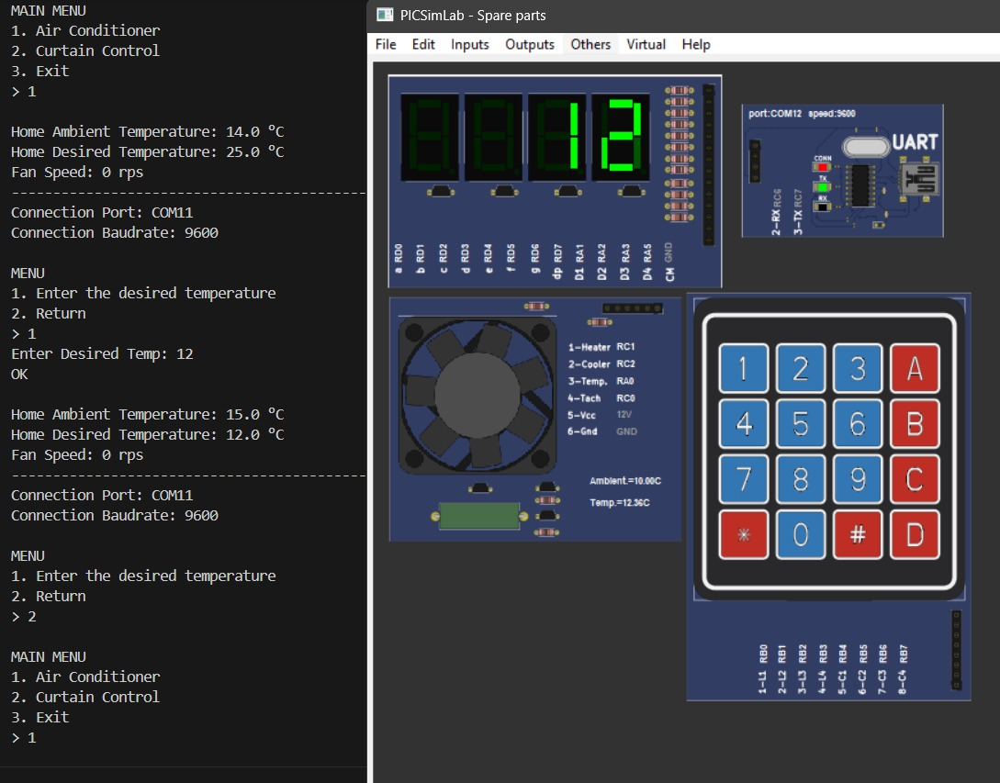 MAIN MENU
1. Air Conditioner
2. Curtain Control
3. Exit
> 1
Home Ambient Temperature: 14.0 °C
Home Desired Temperature: 25.0 °C
Fan Speed: 0 rps
------------------------------------------
Connection Port: COM11
Connection Baudrate: 9600
MENU
1. Enter the desired temperature
2. Return
> 1
Enter Desired Temp: 12
OK
Home Ambient Temperature: 15.0 °C
Home Desired Temperature: 12.0 °C
Fan Speed: 0 rps
------------------------------------------
Connection Port: COM11
Connection Baudrate: 9600
MENU
1. Enter the desired temperature
2. Return
> 2
MAIN MENU
1. Air Conditioner
2. Curtain Control
3. Exit
> 1
PICSimLab - Spare parts
File Edit Inputs Outputs Others Virtual Help
12
a RD0
b RD1
c RD2
d RD3
e RD4
f RD5
g RD6
dp RD7
D1 RA1
D2 RA2
D3 RA3
D4 RA5
CM GND
port:COM12 speed:9600
UART
CONN
TX
RX
2-RX RC6
3-TX RC7
1-Heater RC1
2-Cooler RC2
3-Temp. RA0
4-Tach RC0
5-Vcc 12V
6-Gnd GND
Ambient.=10.00C
Temp.=12.36C
1 2 3 A
4 5 6 B
7 8 9 C
* 0 # D
1-L1 RB0
2-L2 RB1
3-L3 RB2
4-L4 RB3
5-C1 RB4
6-C2 RB5
7-C3 RB6
8-C4 RB7